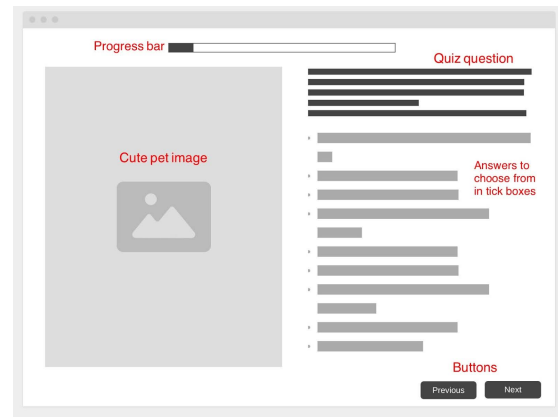 Progress bar
Quiz question
Cute pet image
Answers to
choose from
in tick boxes
Buttons
Previous
Next